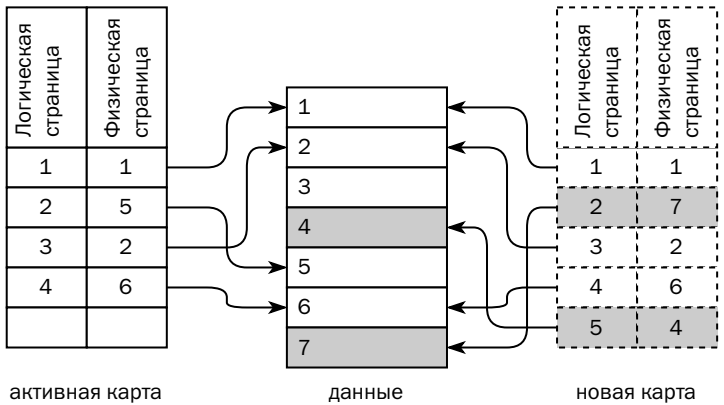 Логическая
страница
Физическая
страница
1 1
2 5
3 2
4 6
активная карта
1
2
3
4
5
6
7
данные
Логическая
страница
Физическая
страница
1 1
2 7
3 2
4 6
5 4
новая карта